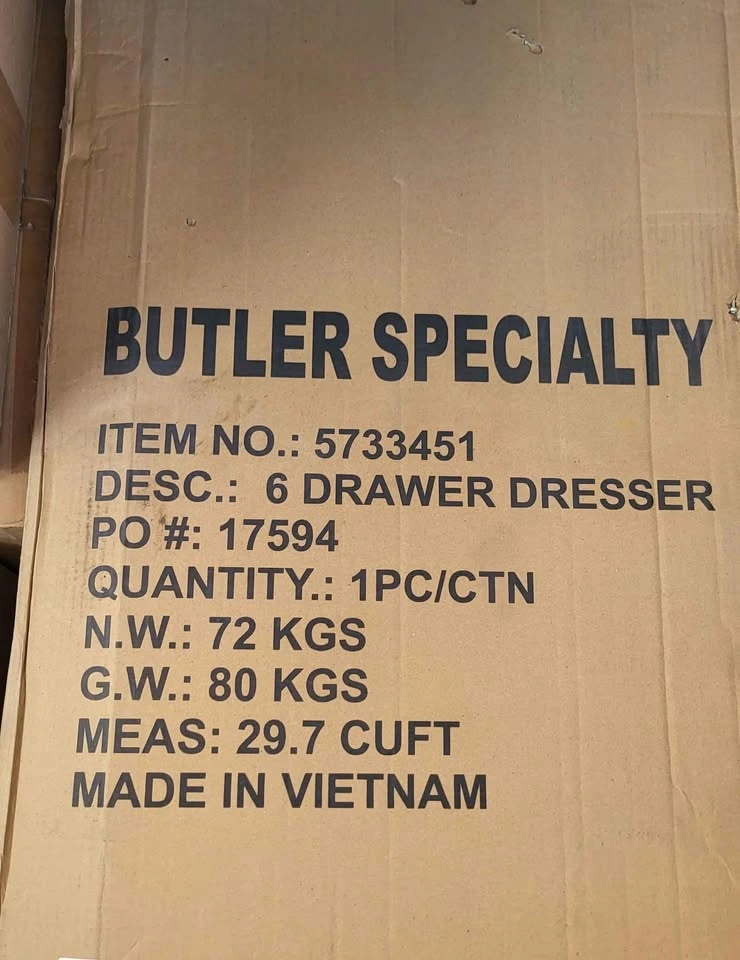 BUTLER SPECIALTY
ITEM NO.: 5733451
DESC.: 6 DRAWER DRESSER
PO #: 17594
QUANTITY.: 1PC/CTN
N.W.: 72 KGS
G.W.: 80 KGS
MEAS: 29.7 CUFT
MADE IN VIETNAM